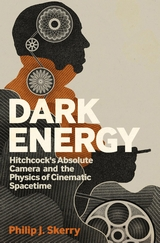 DARK
ENERGY
Hitchcock's Absolute
Camera and the
Physics of Cinematic
Spacetime
Philip J. Skerry